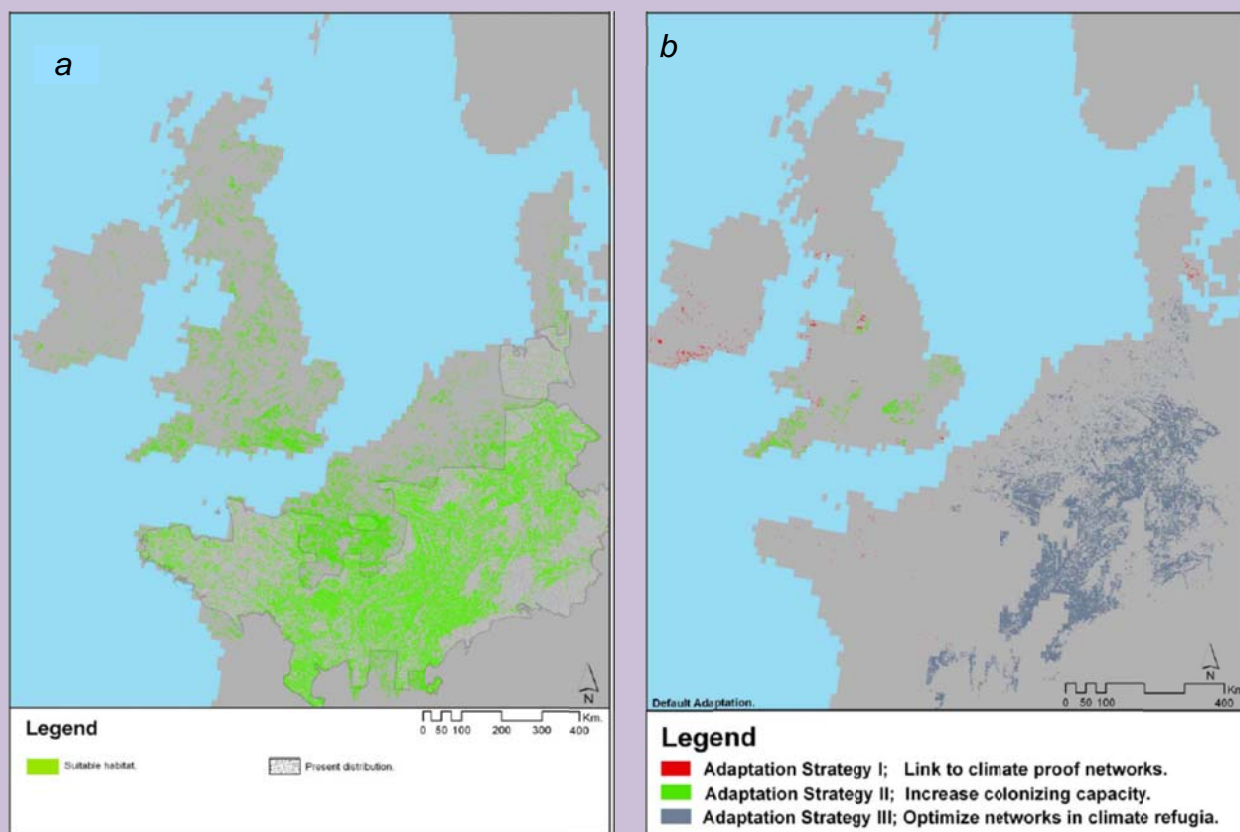 a
N
Km.
0 50 100 200 300 400
Legend
Suitable habitat.
Present distribution.
b
N
Km
0 50 100 400
Default Adaptation.
Legend
Adaptation Strategy I; Link to climate proof networks.
Adaptation Strategy II; Increase colonizing capacity.
Adaptation Strategy III; Optimize networks in climate refugia.